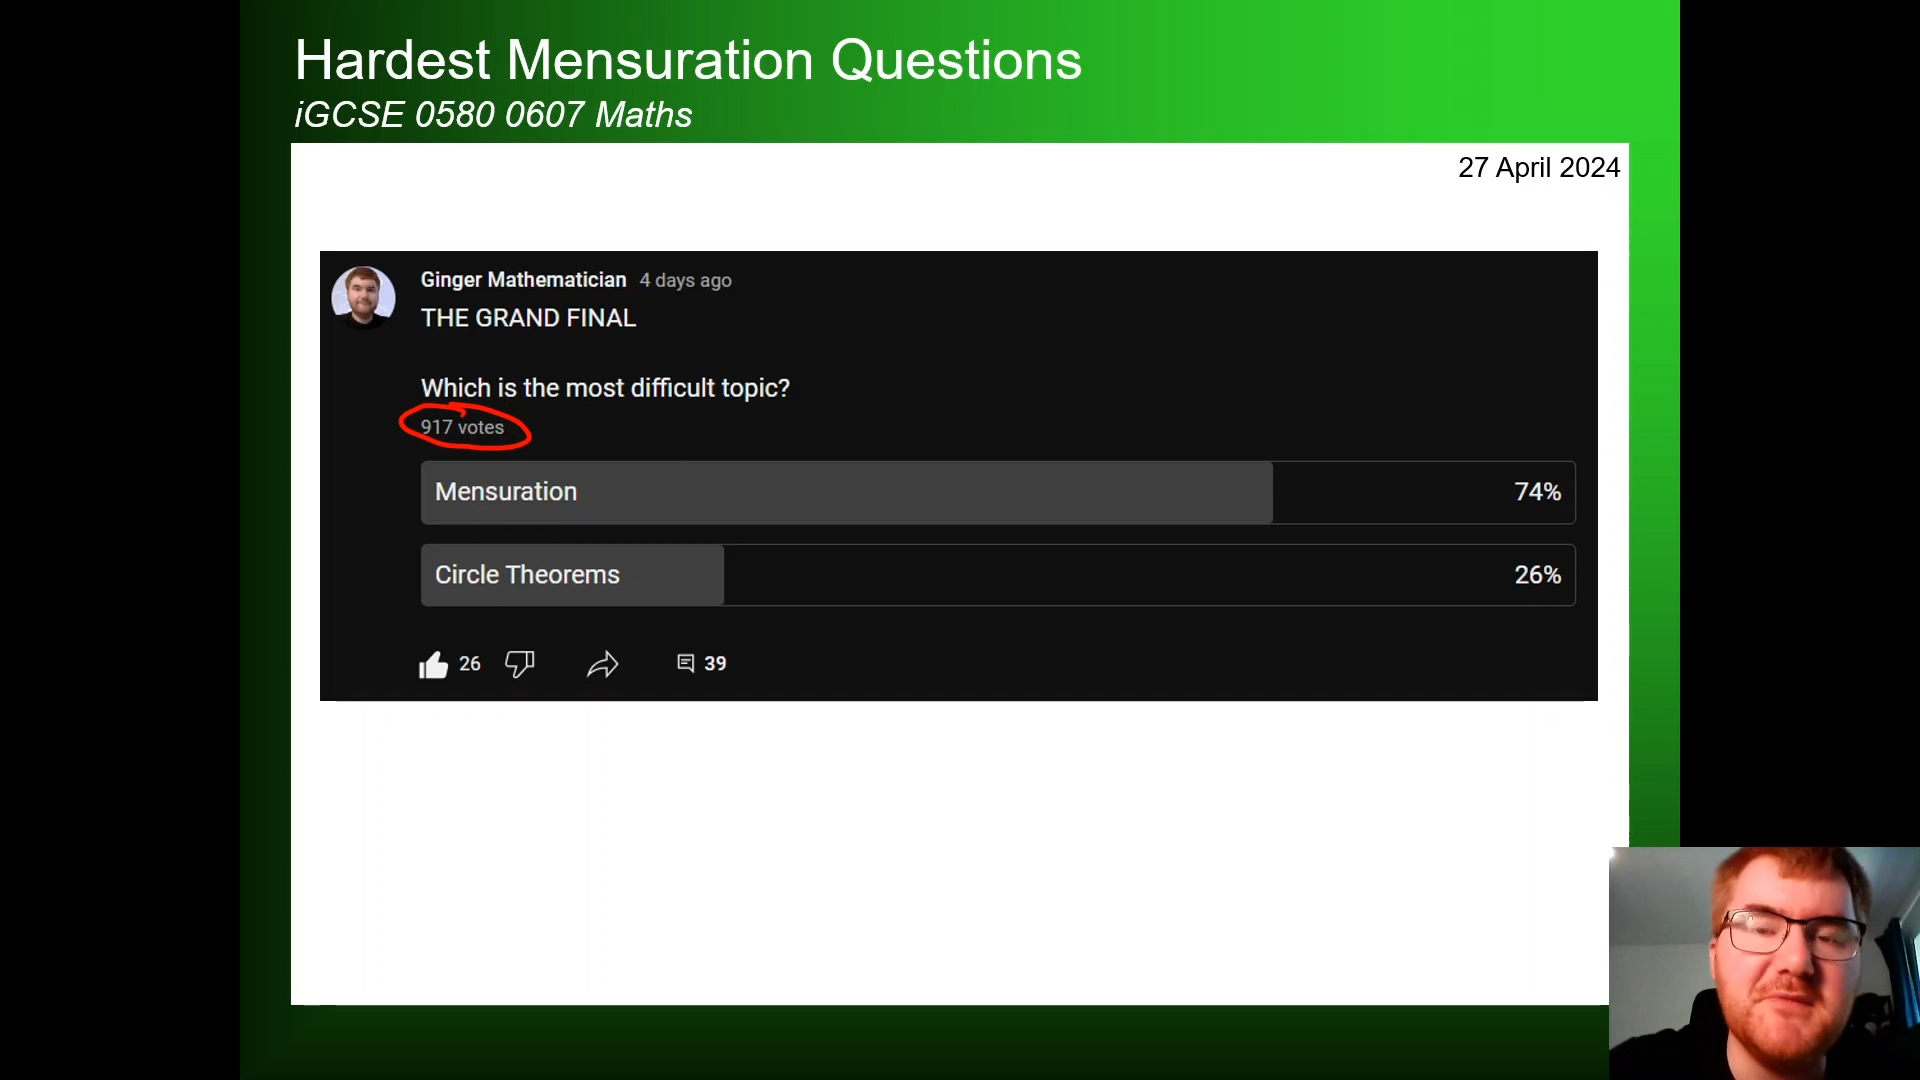 Hardest Mensuration Questions
iGCSE 0580 0607 Maths
27 April 2024
Ginger Mathematician 4 days ago
THE GRAND FINAL
Which is the most difficult topic?
917 votes
Mensuration 74%
Circle Theorems 26%
26 39